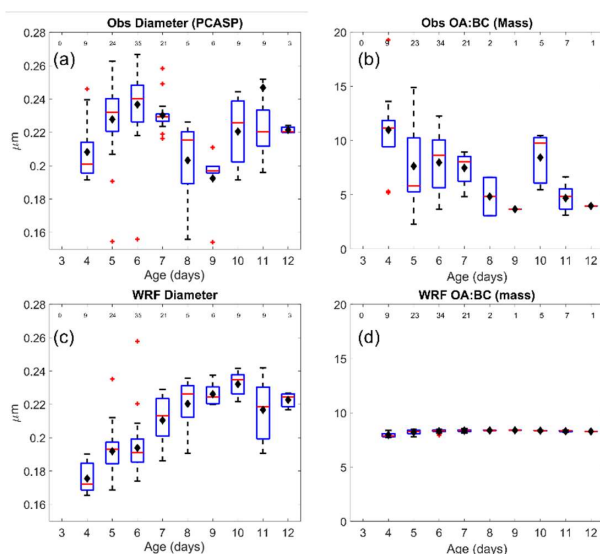 Obs Diameter (PCASP)
0 9 24 35 21 5 6 9 9 3
(a)
0.28
0.26
0.24
0.22
0.2
0.18
0.16
μm
3 4 5 6 7 8 9 10 11 12
Age (days)
Obs OA:BC (Mass)
0 9 23 34 21 2 1 5 7 1
(b)
20
15
10
5
0
3 4 5 6 7 8 9 10 11 12
Age (days)
WRF Diameter
0 9 24 35 21 5 6 9 9 3
(c)
0.28
0.26
0.24
0.22
0.2
0.18
0.16
μm
3 4 5 6 7 8 9 10 11 12
Age (days)
WRF OA:BC (mass)
0 9 23 34 21 2 1 5 7 1
(d)
20
15
10
5
0
3 4 5 6 7 8 9 10 11 12
Age (days)